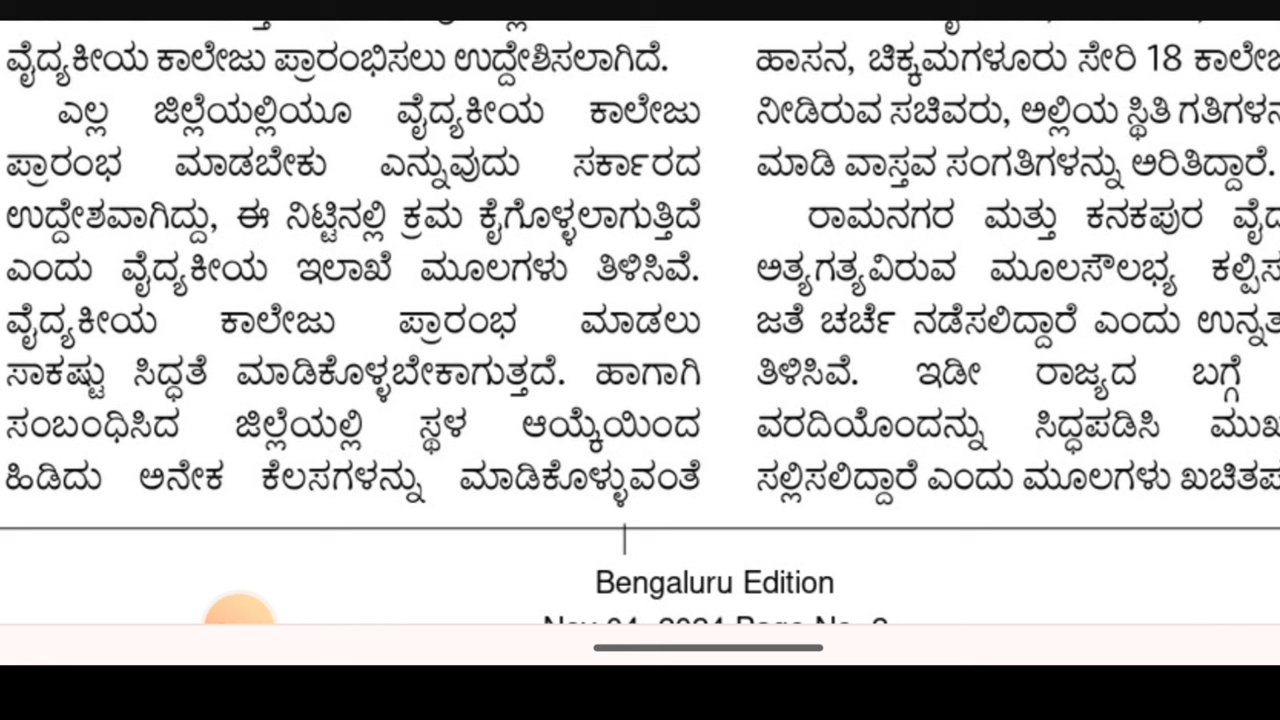 ವೈದ್ಯಕೀಯ ಕಾಲೇಜು ಪ್ರಾರಂಭಿಸಲು ಉದ್ದೇಶಿಸಲಾಗಿದೆ.
ಎಲ್ಲ ಜಿಲ್ಲೆಯಲ್ಲಿಯೂ ವೈದ್ಯಕೀಯ ಕಾಲೇಜು
ಪ್ರಾರಂಭ ಮಾಡಬೇಕು ಎನ್ನುವುದು ಸರ್ಕಾರದ
ಉದ್ದೇಶವಾಗಿದ್ದು, ಈ ನಿಟ್ಟಿನಲ್ಲಿ ಕ್ರಮ ಕೈಗೊಳ್ಳಲಾಗುತ್ತಿದೆ
ಎಂದು ವೈದ್ಯಕೀಯ ಇಲಾಖೆ ಮೂಲಗಳು ತಿಳಿಸಿವೆ.
ವೈದ್ಯಕೀಯ ಕಾಲೇಜು ಪ್ರಾರಂಭ ಮಾಡಲು
ಸಾಕಷ್ಟು ಸಿದ್ಧತೆ ಮಾಡಿಕೊಳ್ಳಬೇಕಾಗುತ್ತದೆ. ಹಾಗಾಗಿ
ಸಂಬಂಧಿಸಿದ ಜಿಲ್ಲೆಯಲ್ಲಿ ಸ್ಥಳ ಆಯ್ಕೆಯಿಂದ
ಹಿಡಿದು ಅನೇಕ ಕೆಲಸಗಳನ್ನು ಮಾಡಿಕೊಳ್ಳುವಂತೆ
ಹಾಸನ, ಚಿಕ್ಕಮಗಳೂರು ಸೇರಿ 18
ನೀಡಿರುವ ಸಚಿವರು, ಅಲ್ಲಿಯ ಸ್ಥಿತಿ
ಮಾಡಿ ವಾಸ್ತವ ಸಂಗತಿಗಳನ್ನು ಅರಿತಿದ್ದಾರೆ.
ರಾಮನಗರ ಮತ್ತು ಕನಕಪುರ
ಅತ್ಯಗತ್ಯವಿರುವ ಮೂಲಸೌಲಭ್ಯ
ಜತೆ ಚರ್ಚೆ ನಡೆಸಲಿದ್ದಾರೆ ಎಂದು
ತಿಳಿಸಿವೆ. ಇಡೀ ರಾಜ್ಯದ ಬಗ್ಗೆ
ವರದಿಯೊಂದನ್ನು ಸಿದ್ಧಪಡಿಸಿ
ಸಲ್ಲಿಸಲಿದ್ದಾರೆ ಎಂದು ಮೂಲಗಳು
Bengaluru Edition